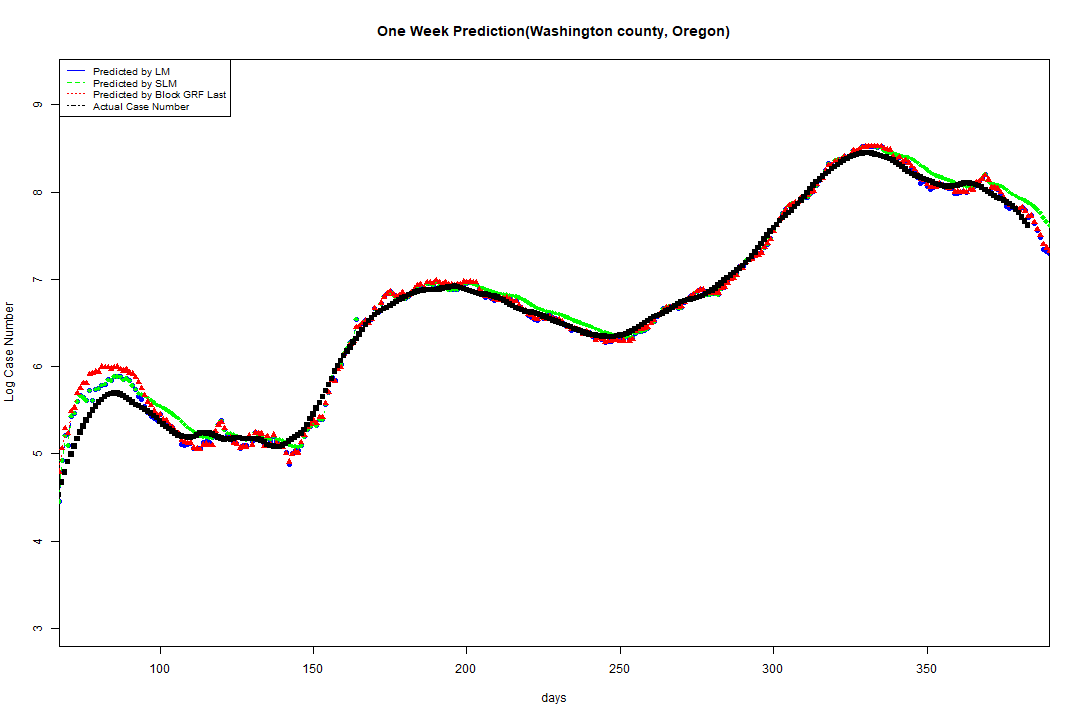 One Week Prediction(Washington county, Oregon)
Predicted by LM
Predicted by SLM
Predicted by Block GRF Last
Actual Case Number
Log Case Number
9
8
7
6
5
4
3
100 150 200 250 300 350
days